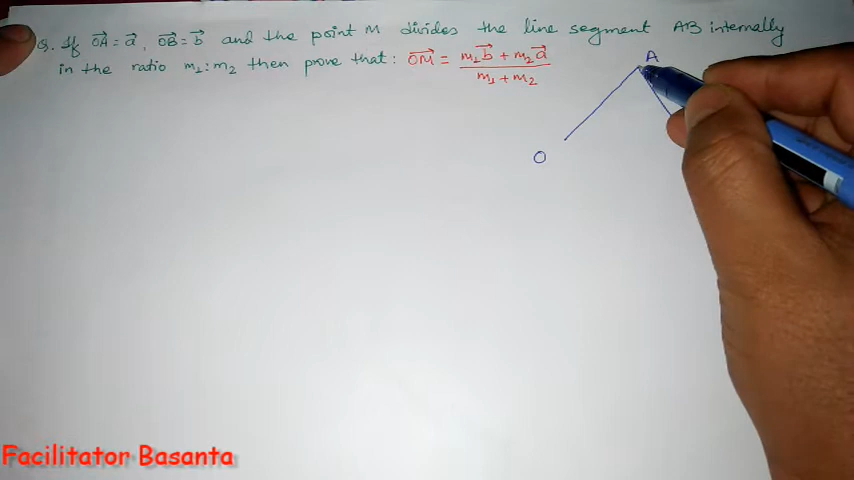 Q. If OA⃗ = a⃗, OB⃗ = b⃗ and the point M divides the line segment AB internally
in the ratio m₁:m₂ then prove that: OM⃗ = (m₁b⃗ + m₂a⃗)/(m₁ + m₂)
A
O
Facilitator Basanta